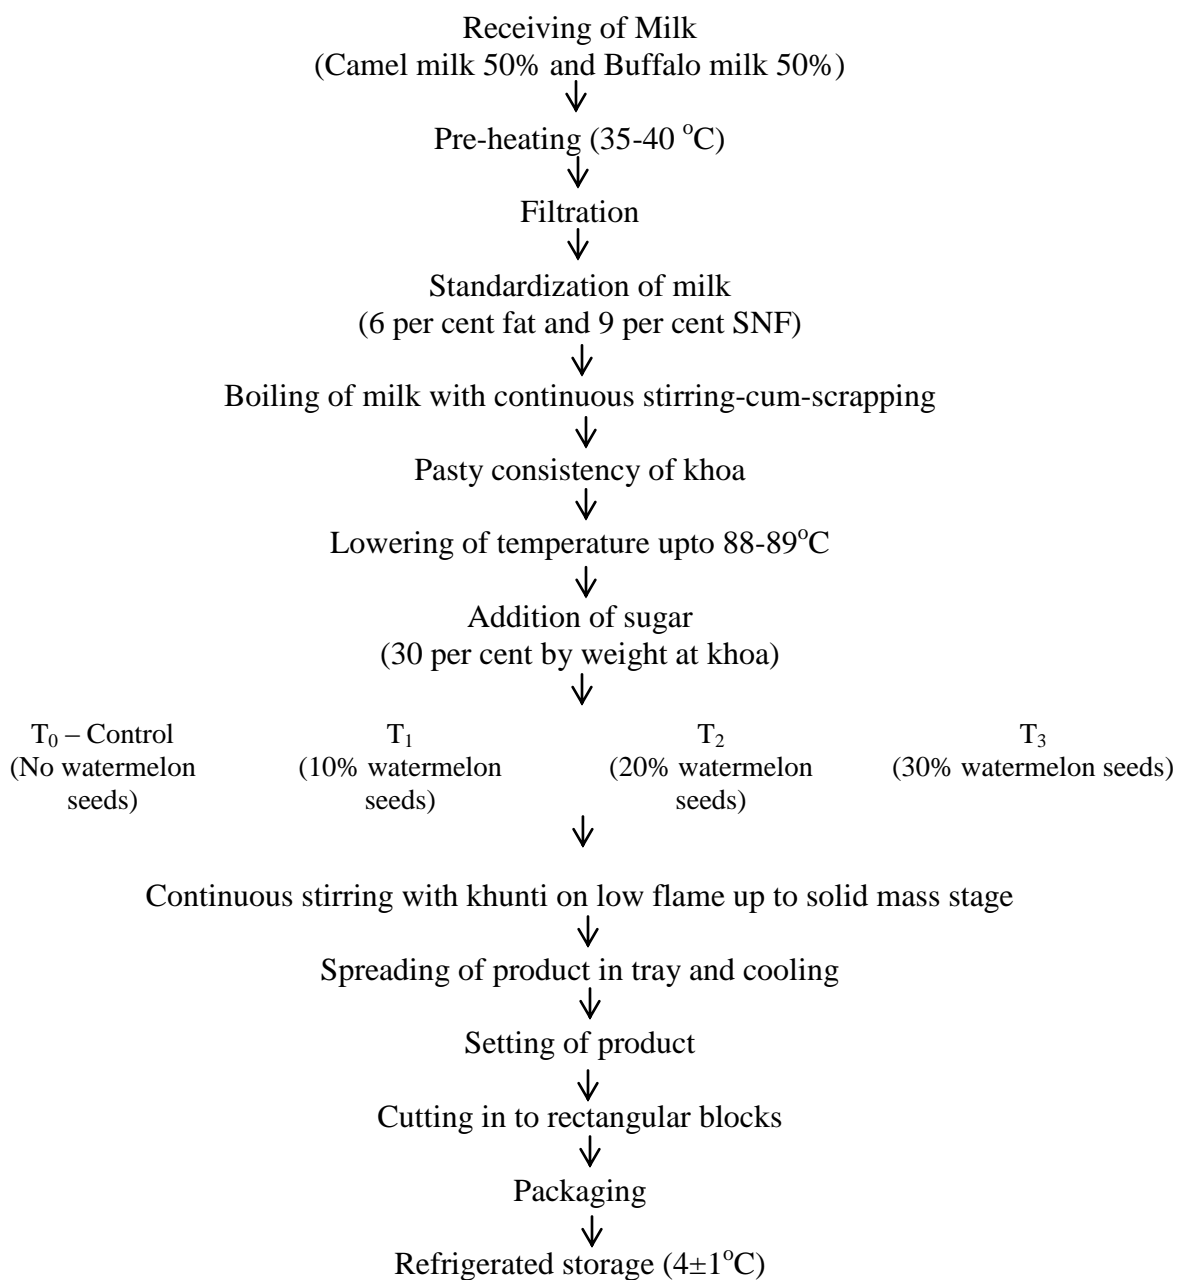 Receiving of Milk
(Camel milk 50% and Buffalo milk 50%)
Pre-heating (35-40 °C)
Filtration
Standardization of milk
(6 per cent fat and 9 per cent SNF)
Boiling of milk with continuous stirring-cum-scrapping
Pasty consistency of khoa
Lowering of temperature upto 88-89°C
Addition of sugar
(30 per cent by weight at khoa)
T₀ – Control
(No watermelon
seeds)
T₁
(10% watermelon
seeds)
T₂
(20% watermelon
seeds)
T₃
(30% watermelon seeds)
Continuous stirring with khunti on low flame up to solid mass stage
Spreading of product in tray and cooling
Setting of product
Cutting in to rectangular blocks
Packaging
Refrigerated storage (4±1°C)